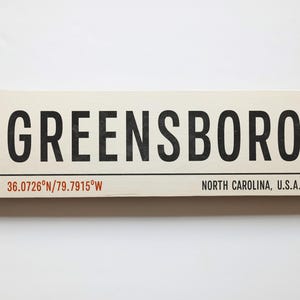 GREENSBORO
36.0726°N/79.7915°W
NORTH CAROLINA, U.S.A.